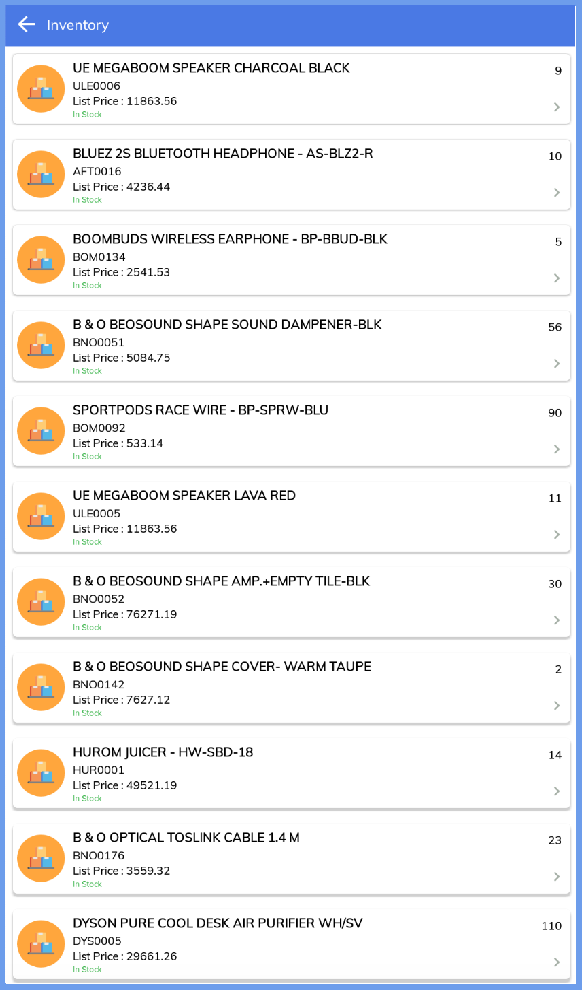 Inventory
UE MEGABOOM SPEAKER CHARCOAL BLACK 9
ULE0006
List Price : 11863.56
In Stock
BLUEZ 2S BLUETOOTH HEADPHONE - AS-BLZ2-R 10
AFT0016
List Price : 4236.44
In Stock
BOOMBUDS WIRELESS EARPHONE - BP-BBUD-BLK 5
BOM0134
List Price : 2541.53
In Stock
B & O BEOSOUND SHAPE SOUND DAMPENER-BLK 56
BNO0051
List Price : 5084.75
In Stock
SPORTPODS RACE WIRE - BP-SPRW-BLU 90
BOM0092
List Price : 533.14
In Stock
UE MEGABOOM SPEAKER LAVA RED 11
ULE0005
List Price : 11863.56
In Stock
B & O BEOSOUND SHAPE AMP.+EMPTY TILE-BLK 30
BNO0052
List Price : 76271.19
In Stock
B & O BEOSOUND SHAPE COVER- WARM TAUPE 2
BNO0142
List Price : 7627.12
In Stock
HUROM JUICER - HW-SBD-18 14
HUR0001
List Price : 49521.19
In Stock
B & O OPTICAL TOSLINK CABLE 1.4 M 23
BNO0176
List Price : 3559.32
In Stock
DYSON PURE COOL DESK AIR PURIFIER WH/SV 110
DYS0005
List Price : 29661.26
In Stock